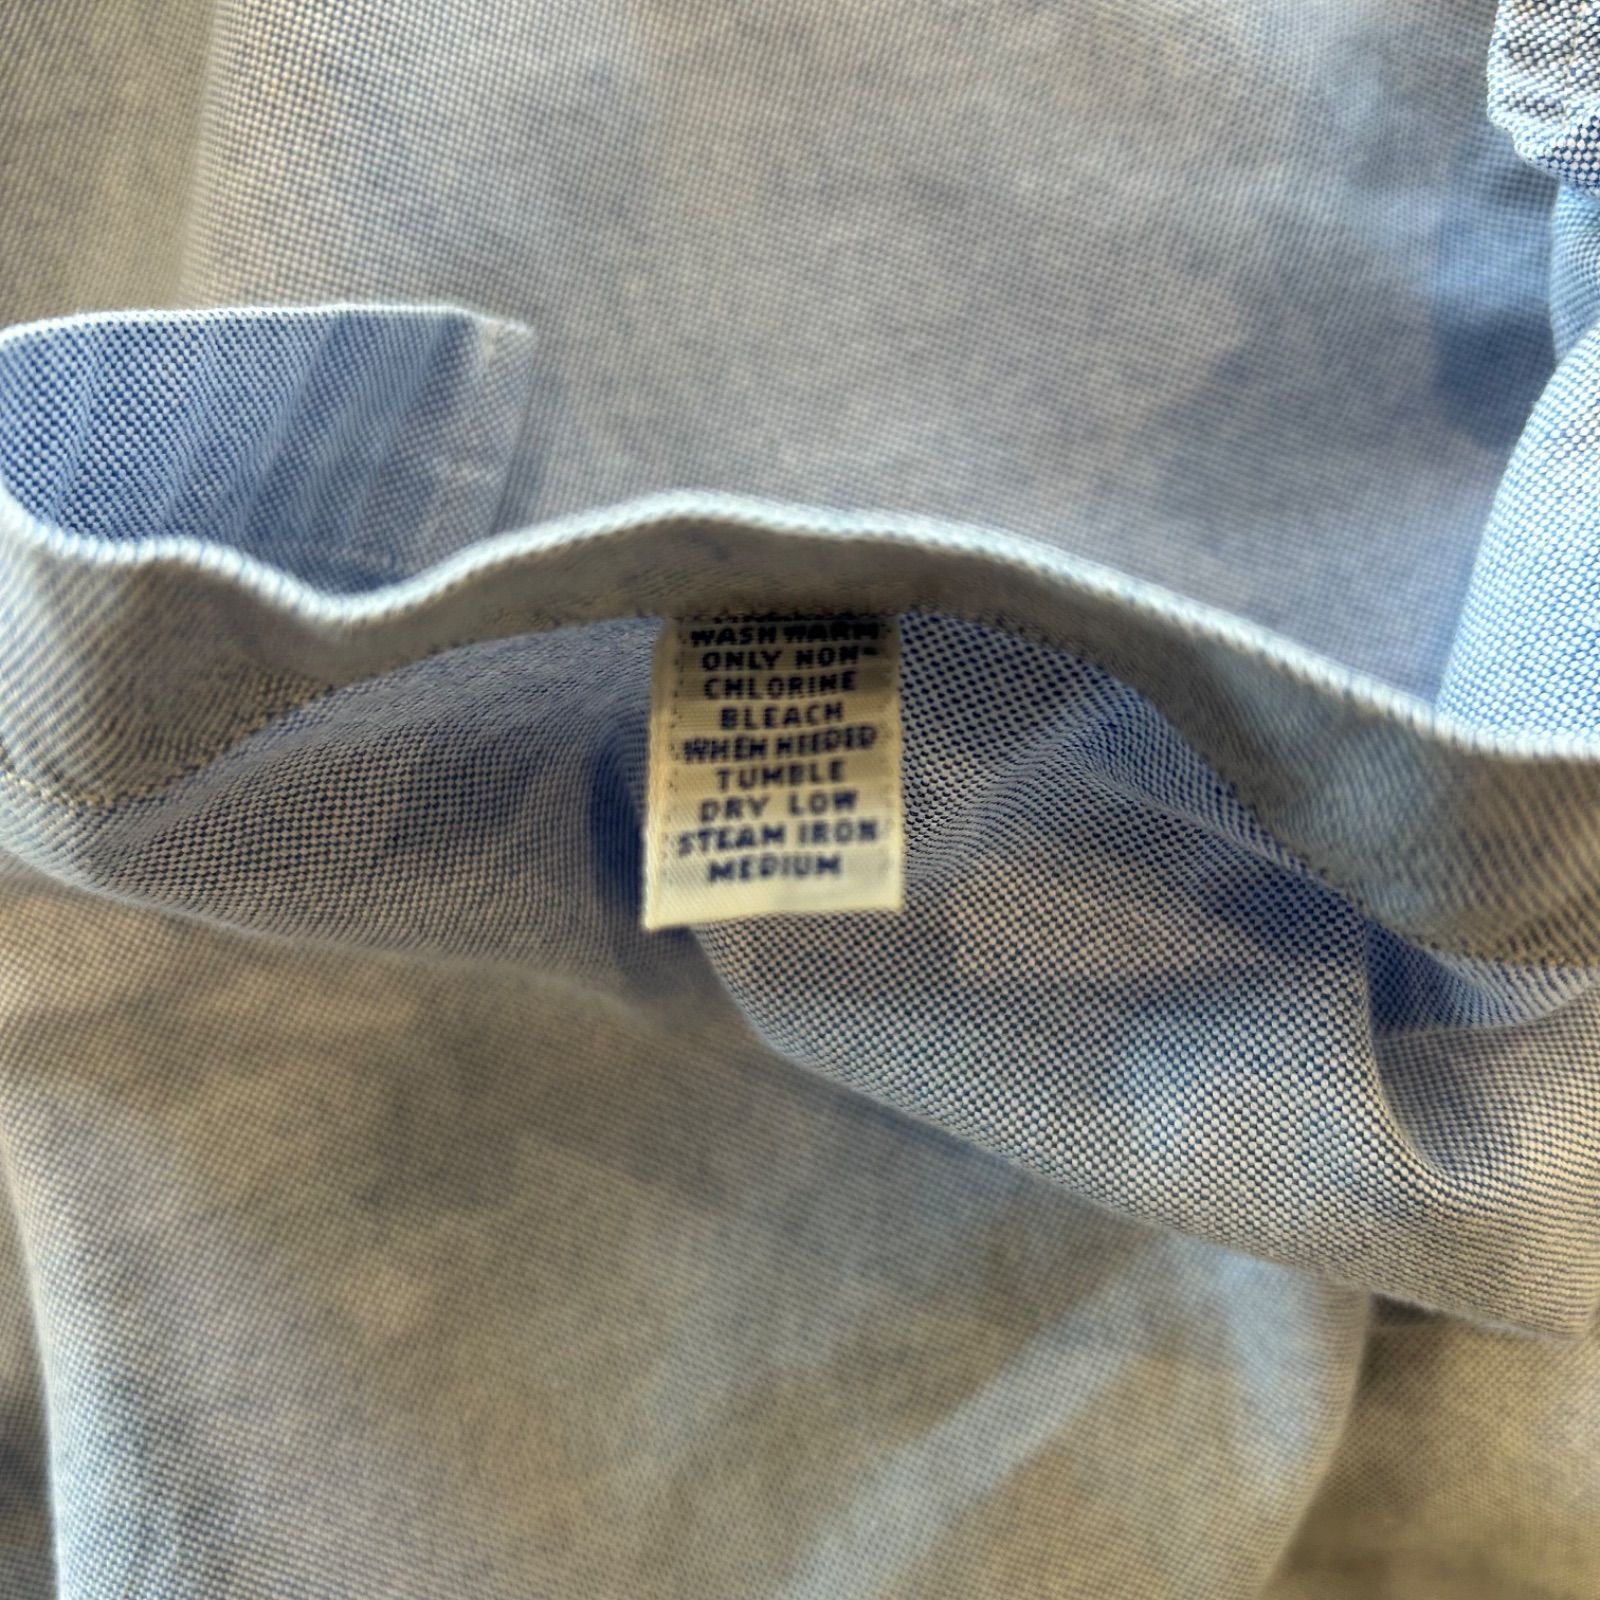 WASH WARM
ONLY NON-
CHLORINE
BLEACH
WHEN NEEDED
TUMBLE
DRY LOW
STEAM IRON
MEDIUM